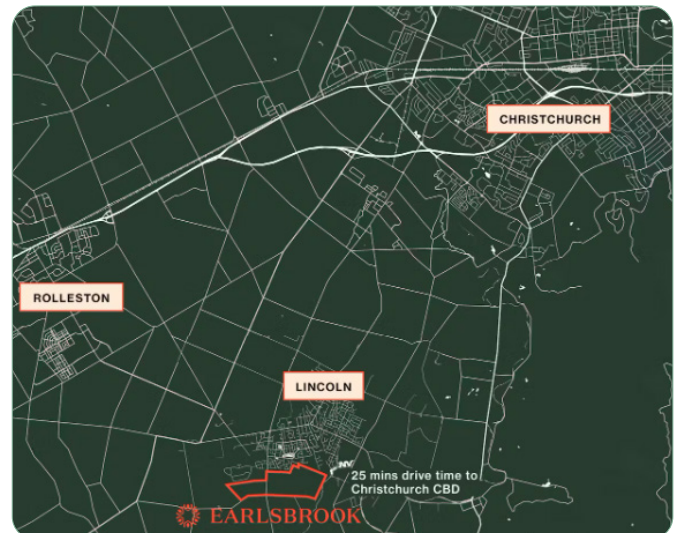 CHRISTCHURCH
ROLLESTON
LINCOLN
25 mins drive time to
Christchurch CBD
EARLSBROOK